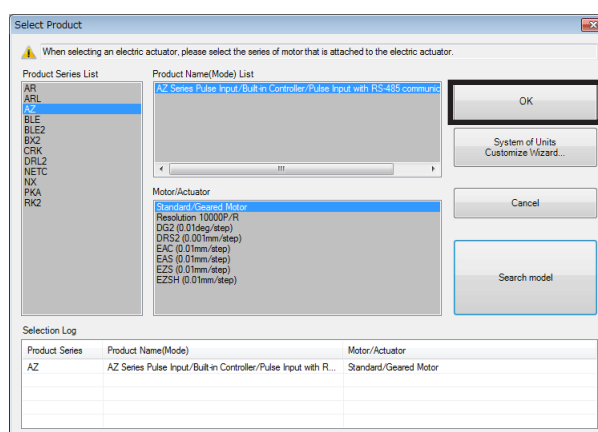 Select Product
When selecting an electric actuator, please select the series of motor that is attached to the electric actuator.
Product Series List
AR
ARL
AZ
BLE
BLE2
BX2
CRK
DRL2
NETC
NX
PKA
RK2
Product Name(Mode) List
AZ Series Pulse Input/Built-in Controller/Pulse Input with RS-485 communic
Motor/Actuator
Standard/Geared Motor
Resolution 10000P/R
DG2 (0.01deg/step)
DRS2 (0.001mm/step)
EAC (0.01mm/step)
EAS (0.01mm/step)
EZS (0.01mm/step)
EZSH (0.01mm/step)
OK
System of Units
Customize Wizard...
Cancel
Search model
Selection Log
Product Series Product Name(Mode) Motor/Actuator
AZ AZ Series Pulse Input/Built-in Controller/Pulse Input with R... Standard/Geared Motor